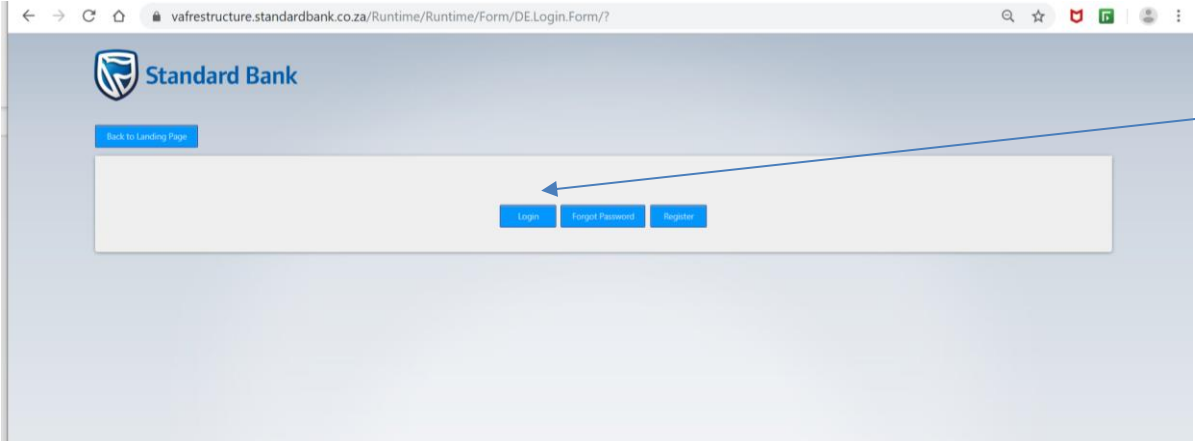 vafrestructure.standardbank.co.za/Runtime/Runtime/Form/DE.Login.Form/?
Standard Bank
Back to Landing Page
Login Forgot Password Register